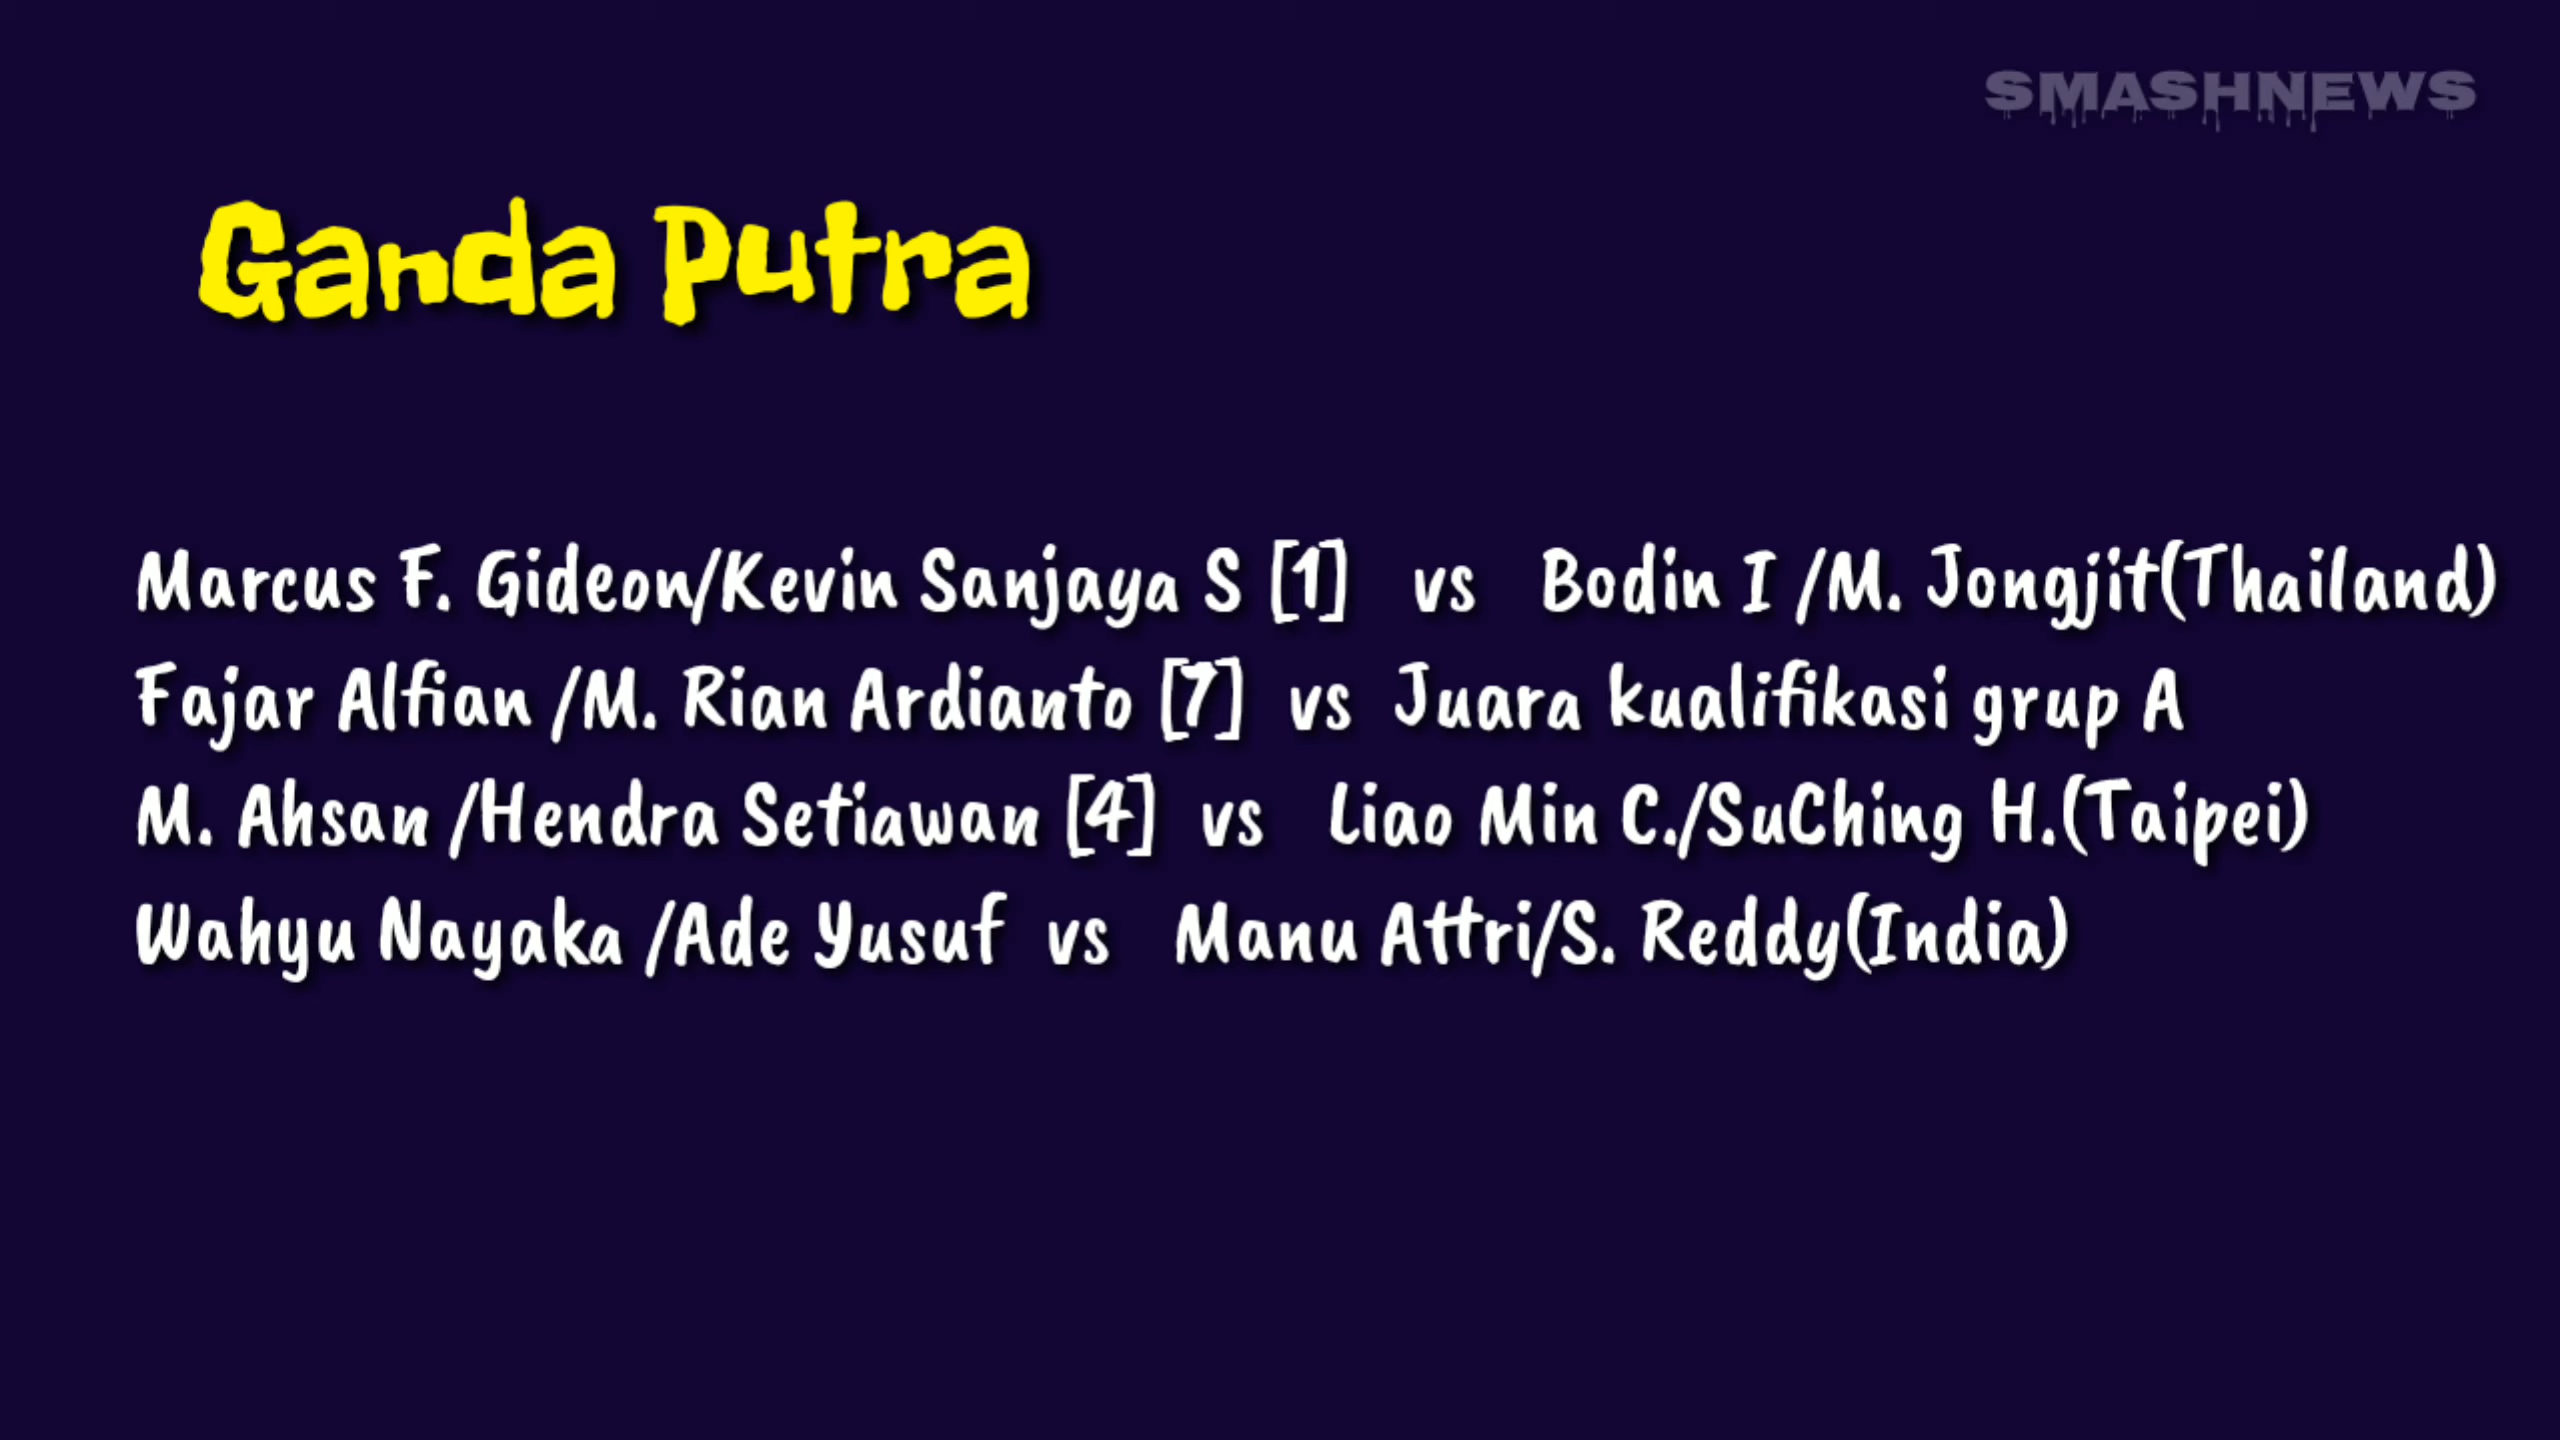 SMASHNEWS
Ganda Putra
Marcus F. Gideon/Kevin Sanjaya S [1] vs Bodin I /M. Jongjit(Thailand)
Fajar Alfian /M. Rian Ardianto [7] vs Juara kualifikasi grup A
M. Ahsan /Hendra Setiawan [4] vs Liao Min C./SuChing H.(Taipei)
Wahyu Nayaka /Ade Yusuf vs Manu Attri/S. Reddy(India)